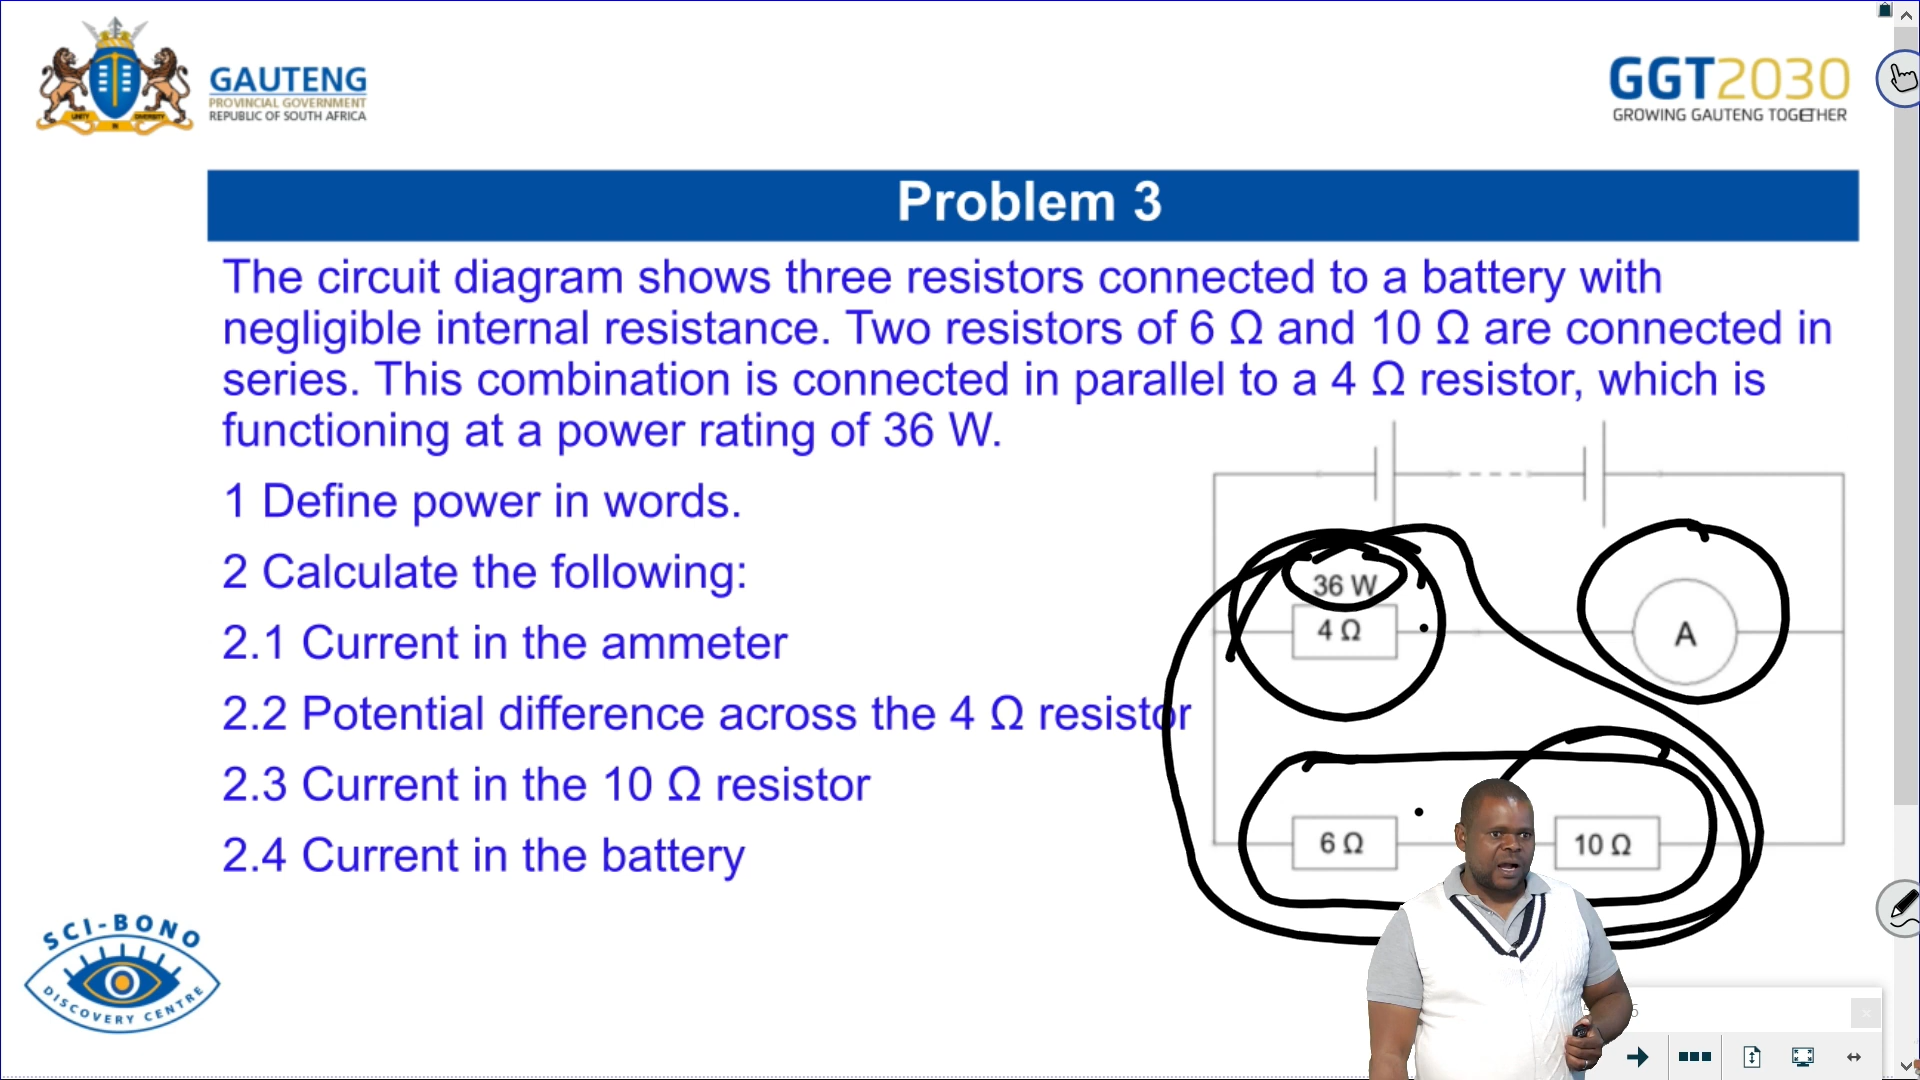 GAUTENG
PROVINCIAL GOVERNMENT
REPUBLIC OF SOUTH AFRICA
UNITY IN DIVERSITY
GGT2030
GROWING GAUTENG TOGETHER
Problem 3
The circuit diagram shows three resistors connected to a battery with
negligible internal resistance. Two resistors of 6 Ω and 10 Ω are connected in
series. This combination is connected in parallel to a 4 Ω resistor, which is
functioning at a power rating of 36 W.
1 Define power in words.
2 Calculate the following:
2.1 Current in the ammeter
2.2 Potential difference across the 4 Ω resistor
2.3 Current in the 10 Ω resistor
2.4 Current in the battery
36 W
4 Ω
A
6 Ω
10 Ω
SCI-BONO
DISCOVERY CENTRE